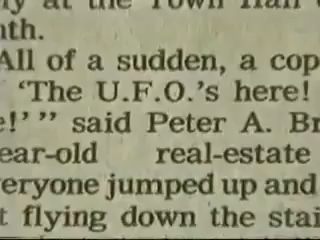 at the Town Hall
nth.
All of a sudden, a cop
'The U.F.O.'s here!
e!' " said Peter A. Br
ear-old real-estate
veryone jumped up and
t flying down the stai